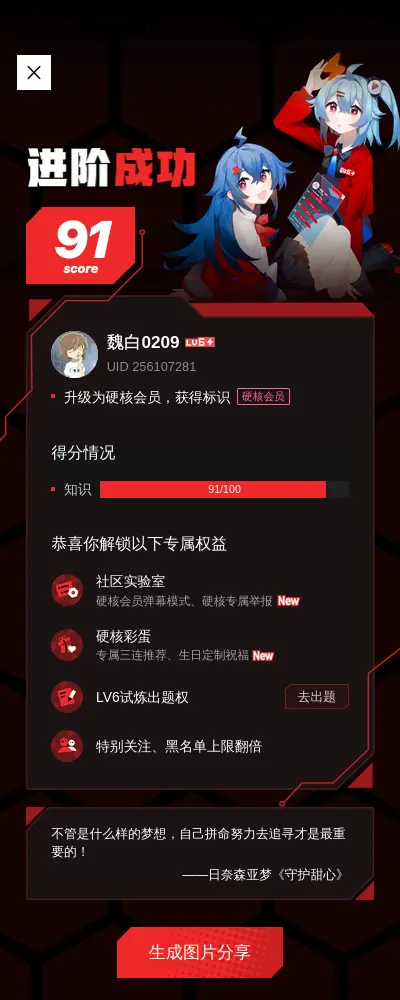 进阶成功
91
score
魏白0209 LV6
UID 256107281
升级为硬核会员，获得标识 硬核会员
得分情况
知识 91/100
恭喜你解锁以下专属权益
社区实验室
硬核会员弹幕模式、硬核专属举报 New
硬核彩蛋
专属三连推荐、生日定制祝福 New
LV6试炼出题权 去出题
特别关注、黑名单上限翻倍
不管是什么样的梦想，自己拼命努力去追寻才是最重
要的！
——日奈森亚梦《守护甜心》
生成图片分享